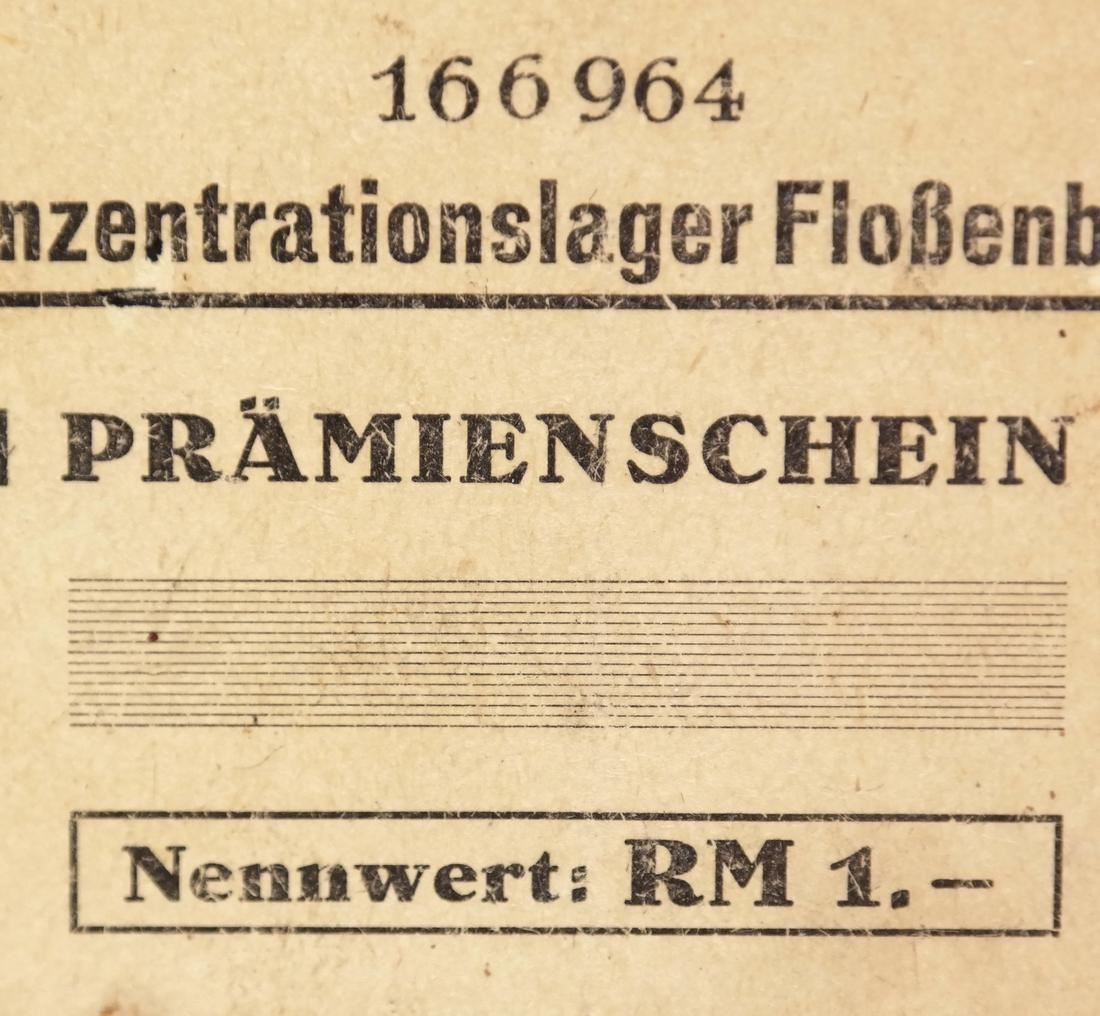 166964
nzentrationslager Floßenb
PRÄMIENSCHEIN
Nennwert: RM 1.–